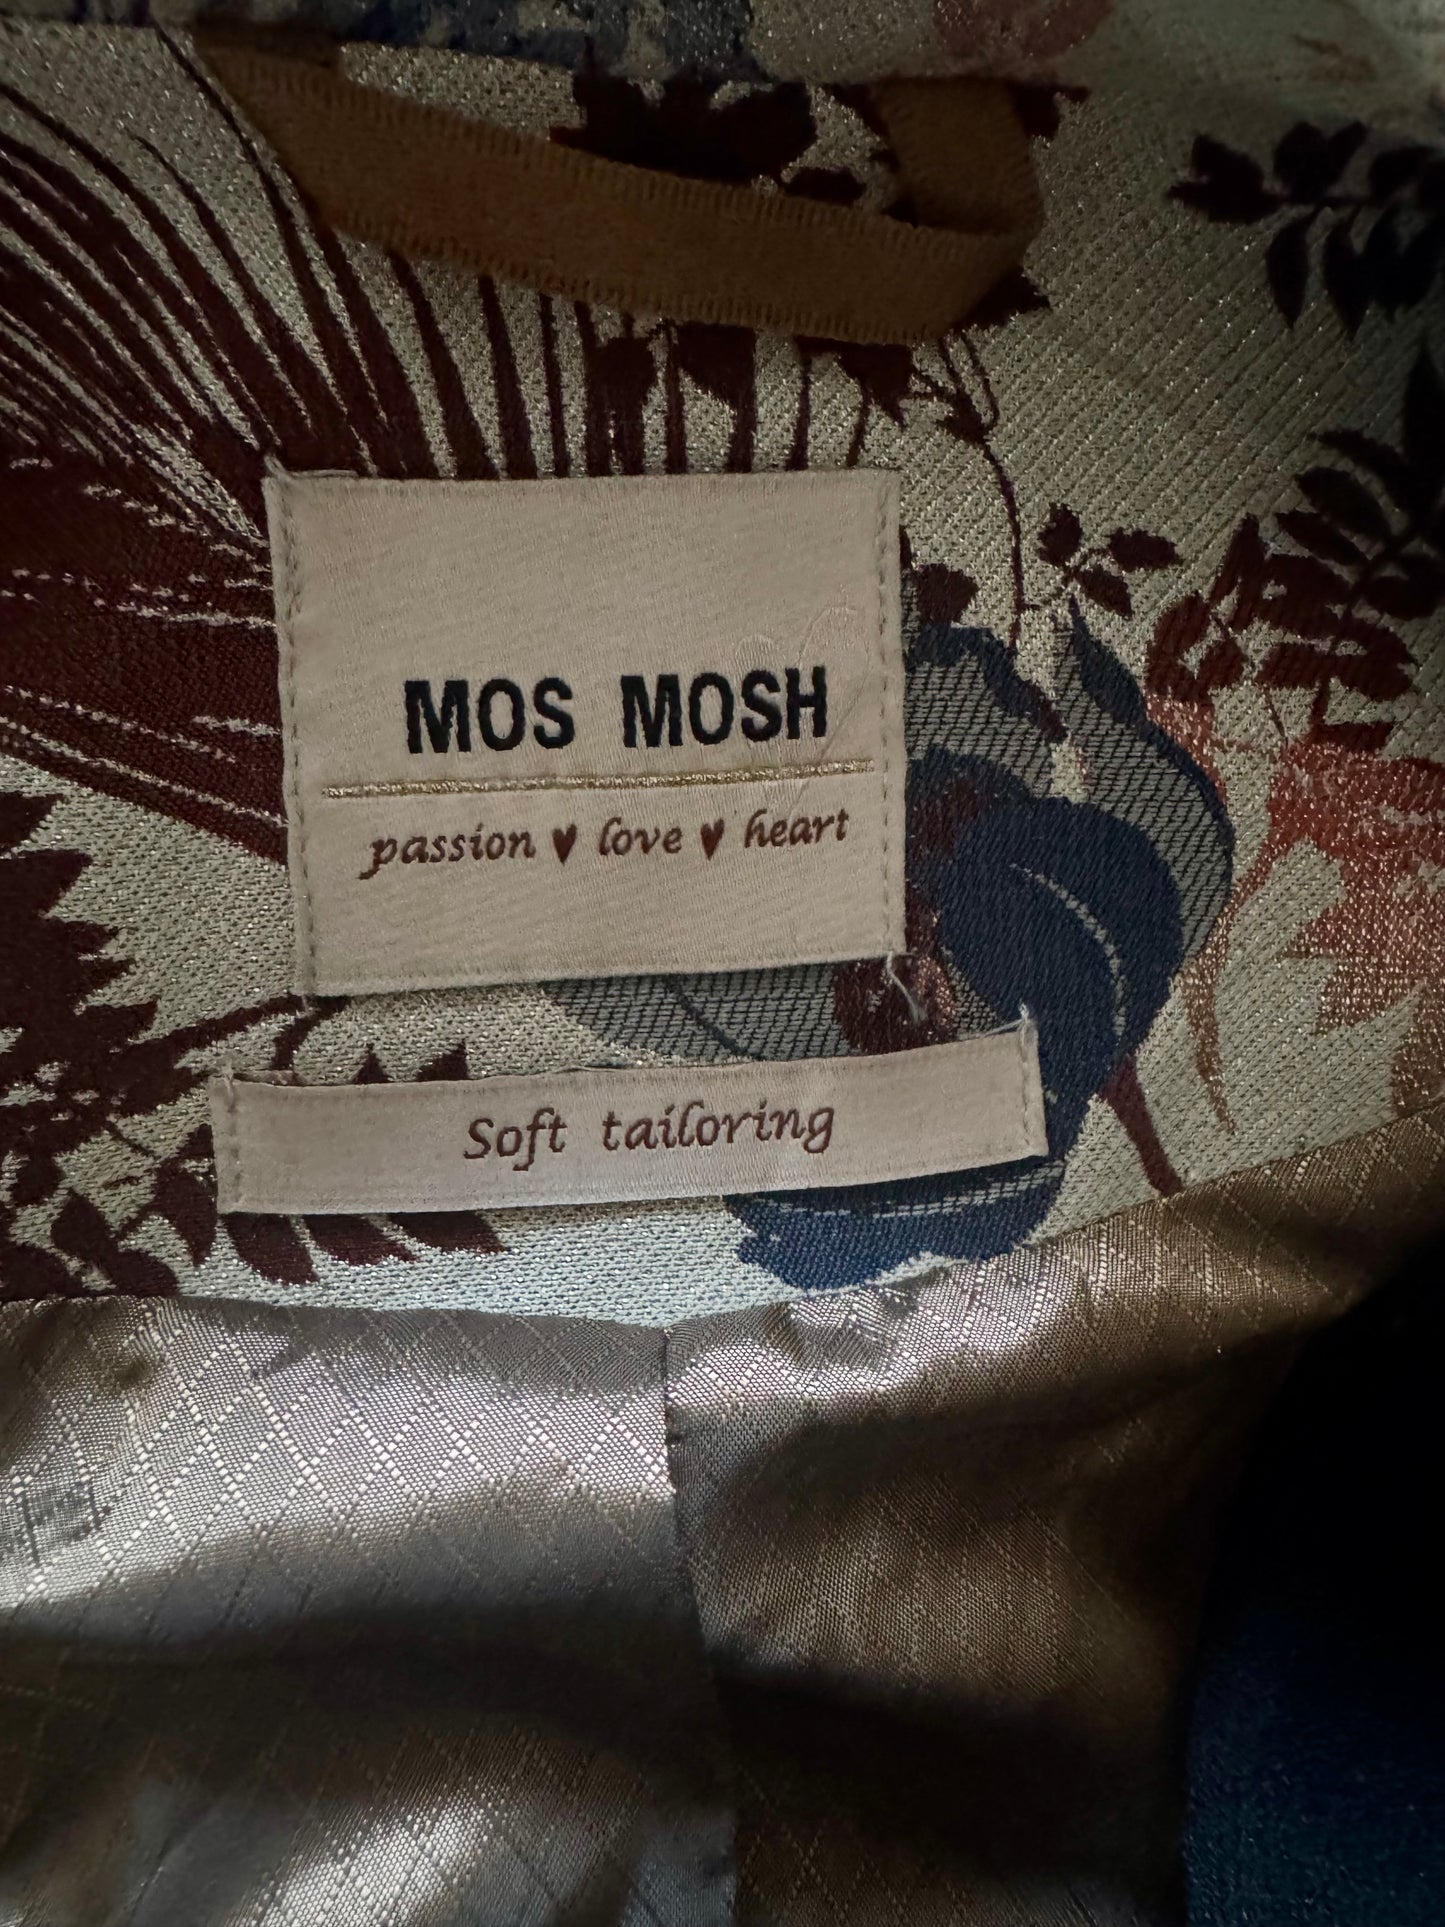 MOS MOSH
passion ♥ love ♥ heart
Soft tailoring